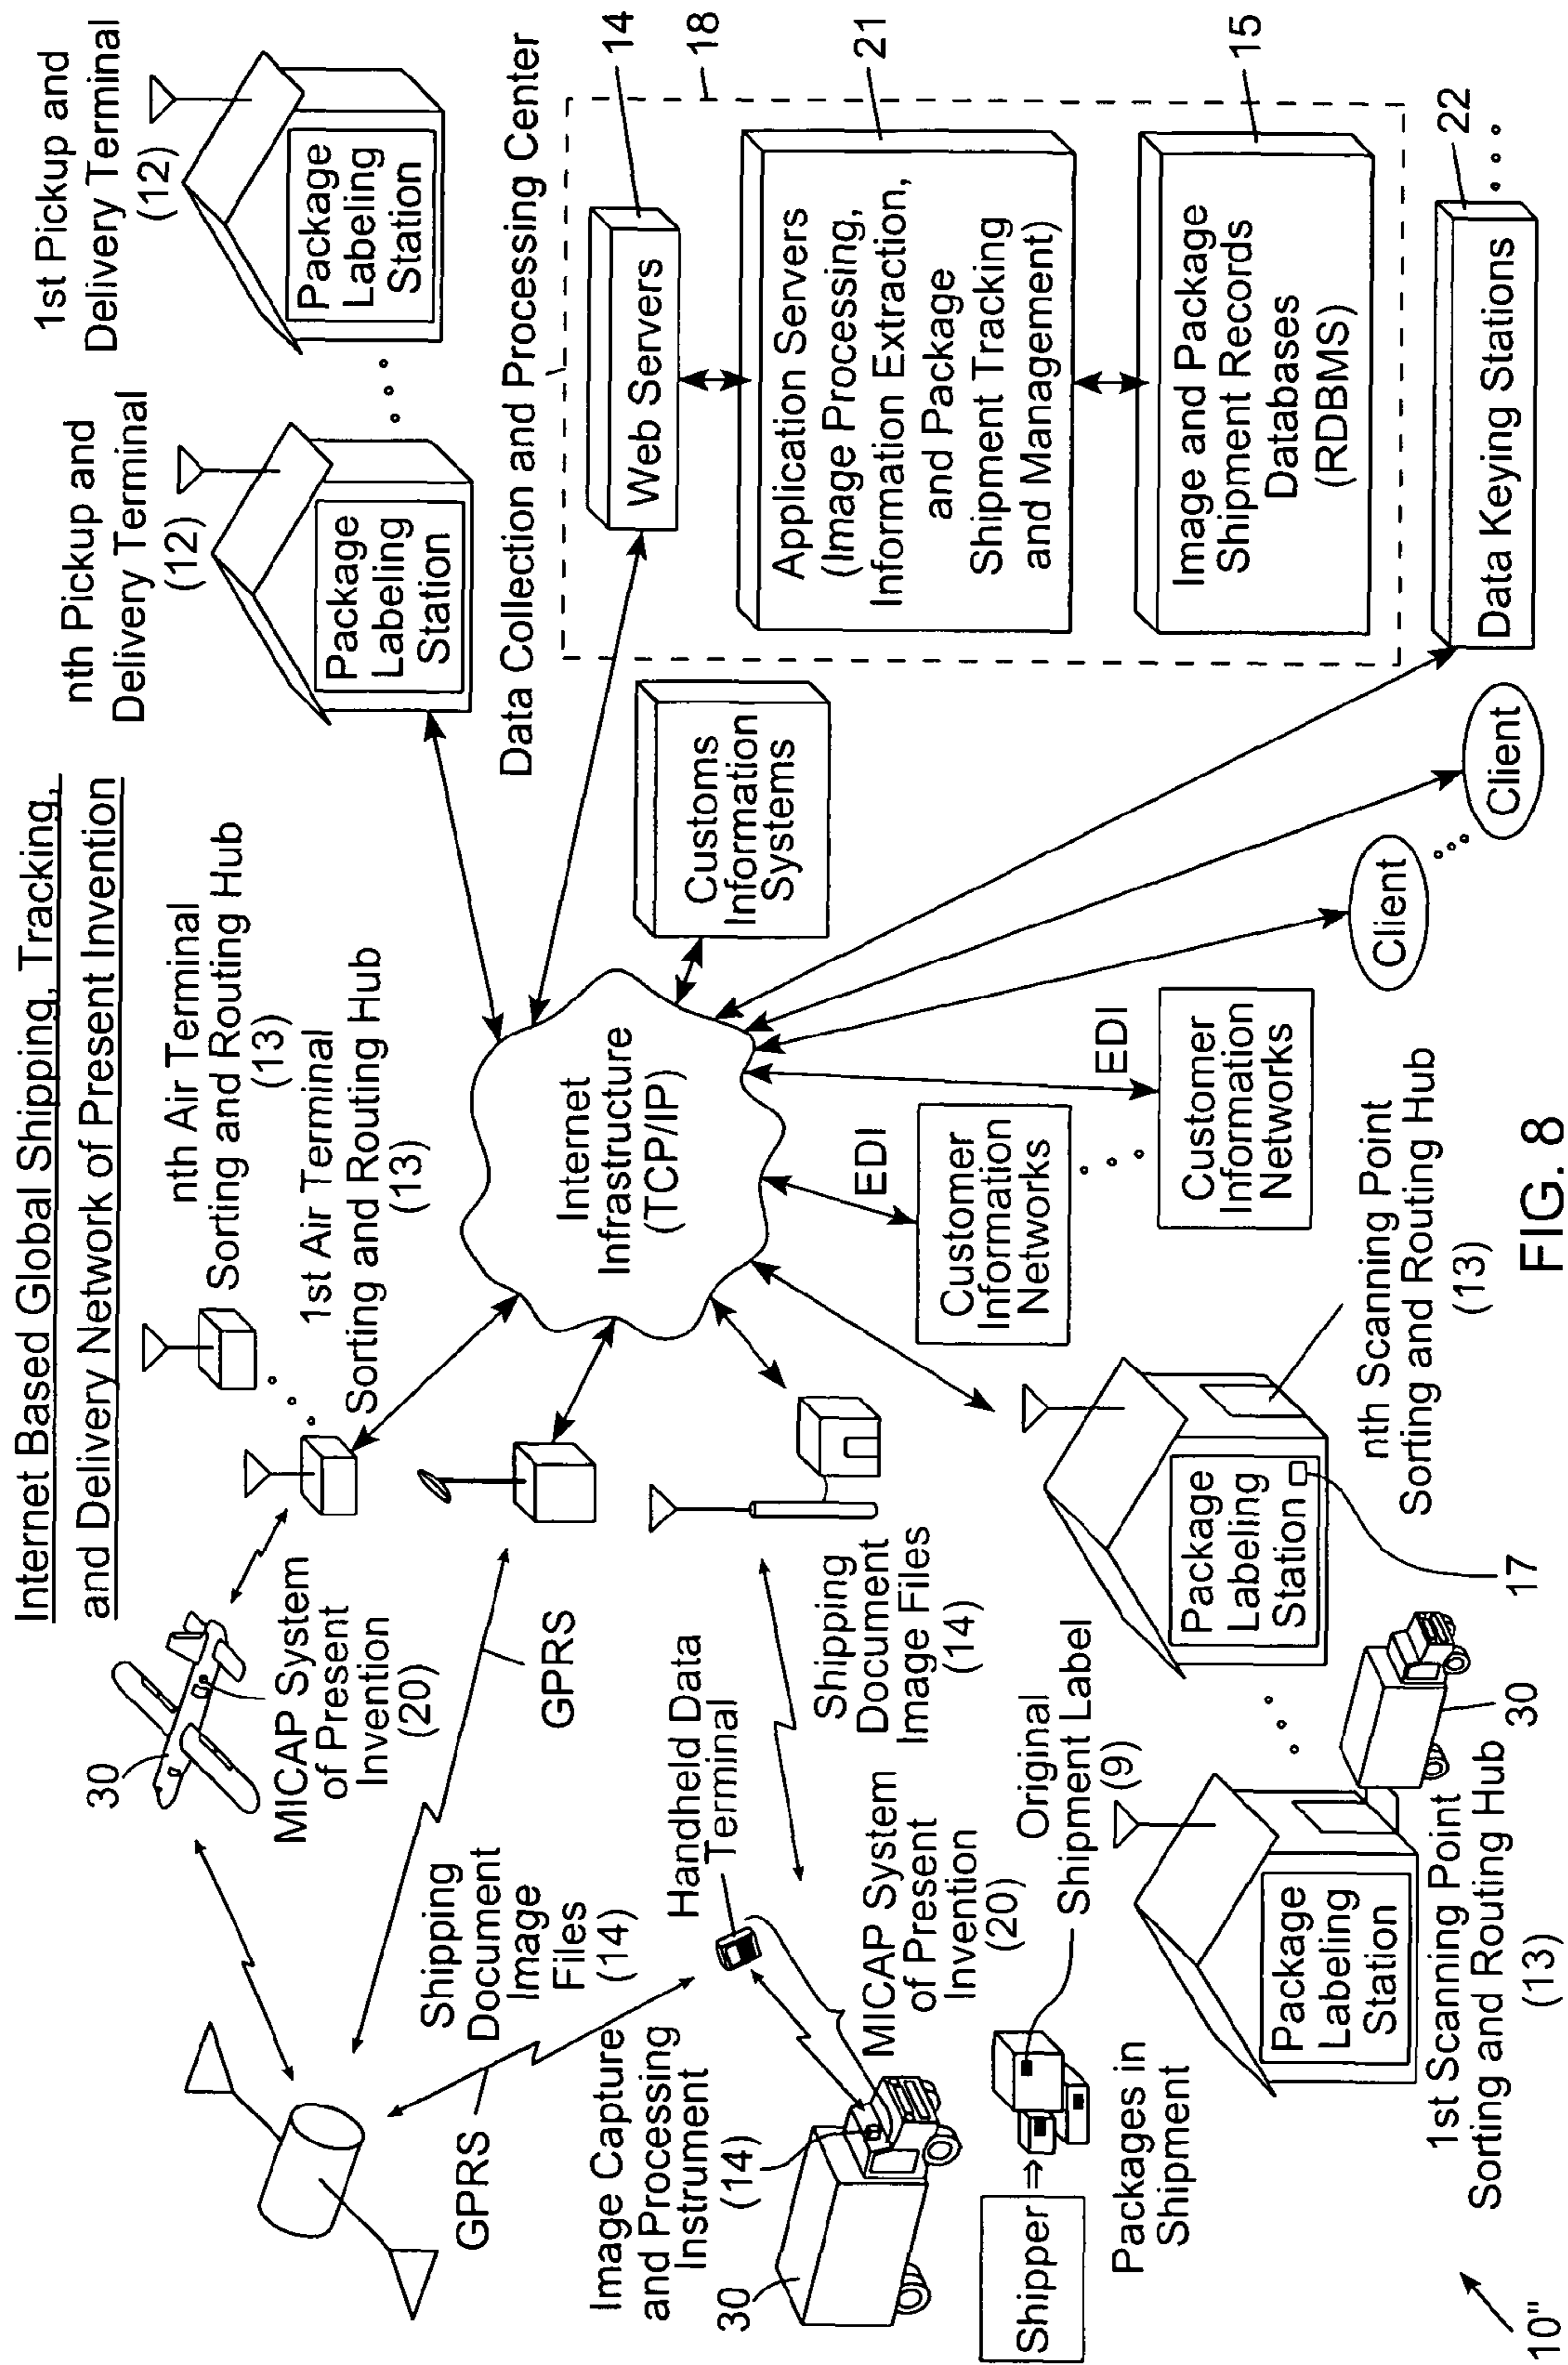 Internet Based Global Shipping, Tracking,
and Delivery Network of Present Invention
nth Pickup and
Delivery Terminal
(12)
Package
Labeling
Station
1st Pickup and
Delivery Terminal
(12)
Package
Labeling
Station
nth Air Terminal
Sorting and Routing Hub
(13)
1st Air Terminal
Sorting and Routing Hub
(13)
30
MICAP System
of Present
Invention
(20)
GPRS
Shipping
Document
Image
Files
(14)
GPRS
Handheld Data
Terminal
Image Capture
and Processing
Instrument
(14)
30
MICAP System
of Present
Invention
(20)
Shipping
Document
Image Files
(14)
Original
Shipment Label
(9)
Shipper ⇒
Packages in
Shipment
Internet
Infrastructure
(TCP/IP)
Data Collection and Processing Center
Web Servers
14
18
Application Servers
(Image Processing,
Information Extraction,
and Package
Shipment Tracking
and Management)
21
Image and Package
Shipment Records
Databases
(RDBMS)
15
Data Keying Stations
22
Customs
Information
Systems
Client
Client
EDI
Customer
Information
Networks
EDI
Customer
Information
Networks
Package
Labeling
Station
17
nth Scanning Point
Sorting and Routing Hub
(13)
Package
Labeling
Station
30
1st Scanning Point
Sorting and Routing Hub
(13)
10"
FIG. 8